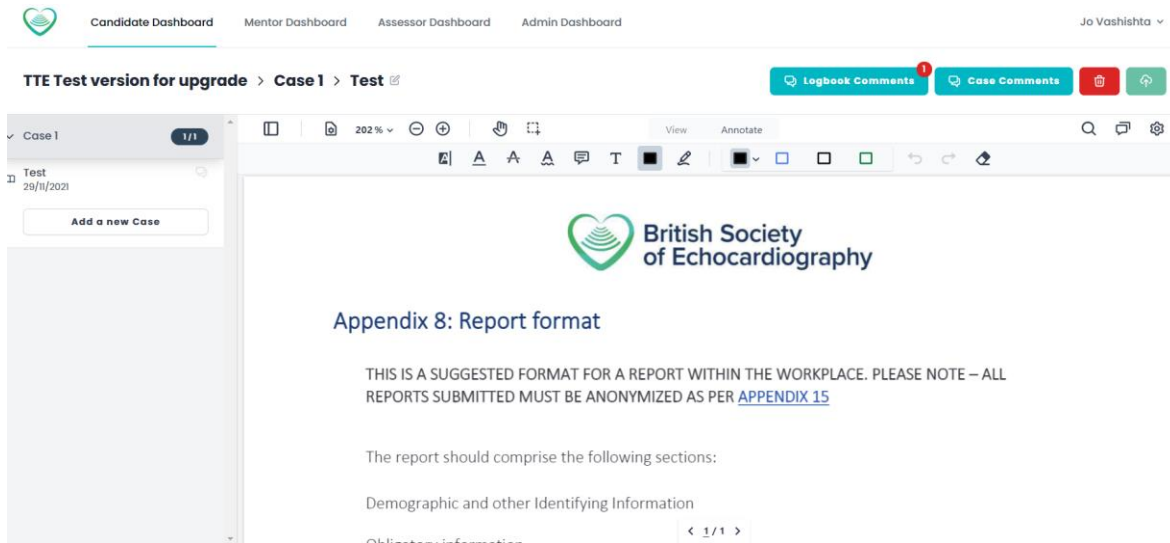 Candidate Dashboard Mentor Dashboard Assessor Dashboard Admin Dashboard Jo Vashishta
TTE Test version for upgrade > Case 1 > Test
Logbook Comments 1 Case Comments
Case 1 1/1
202 % View Annotate
Test
29/11/2021
T
Add a new Case
British Society
of Echocardiography
Appendix 8: Report format
THIS IS A SUGGESTED FORMAT FOR A REPORT WITHIN THE WORKPLACE. PLEASE NOTE – ALL
REPORTS SUBMITTED MUST BE ANONYMIZED AS PER APPENDIX 15
The report should comprise the following sections:
Demographic and other Identifying Information
< 1/1 >
Obligatory information